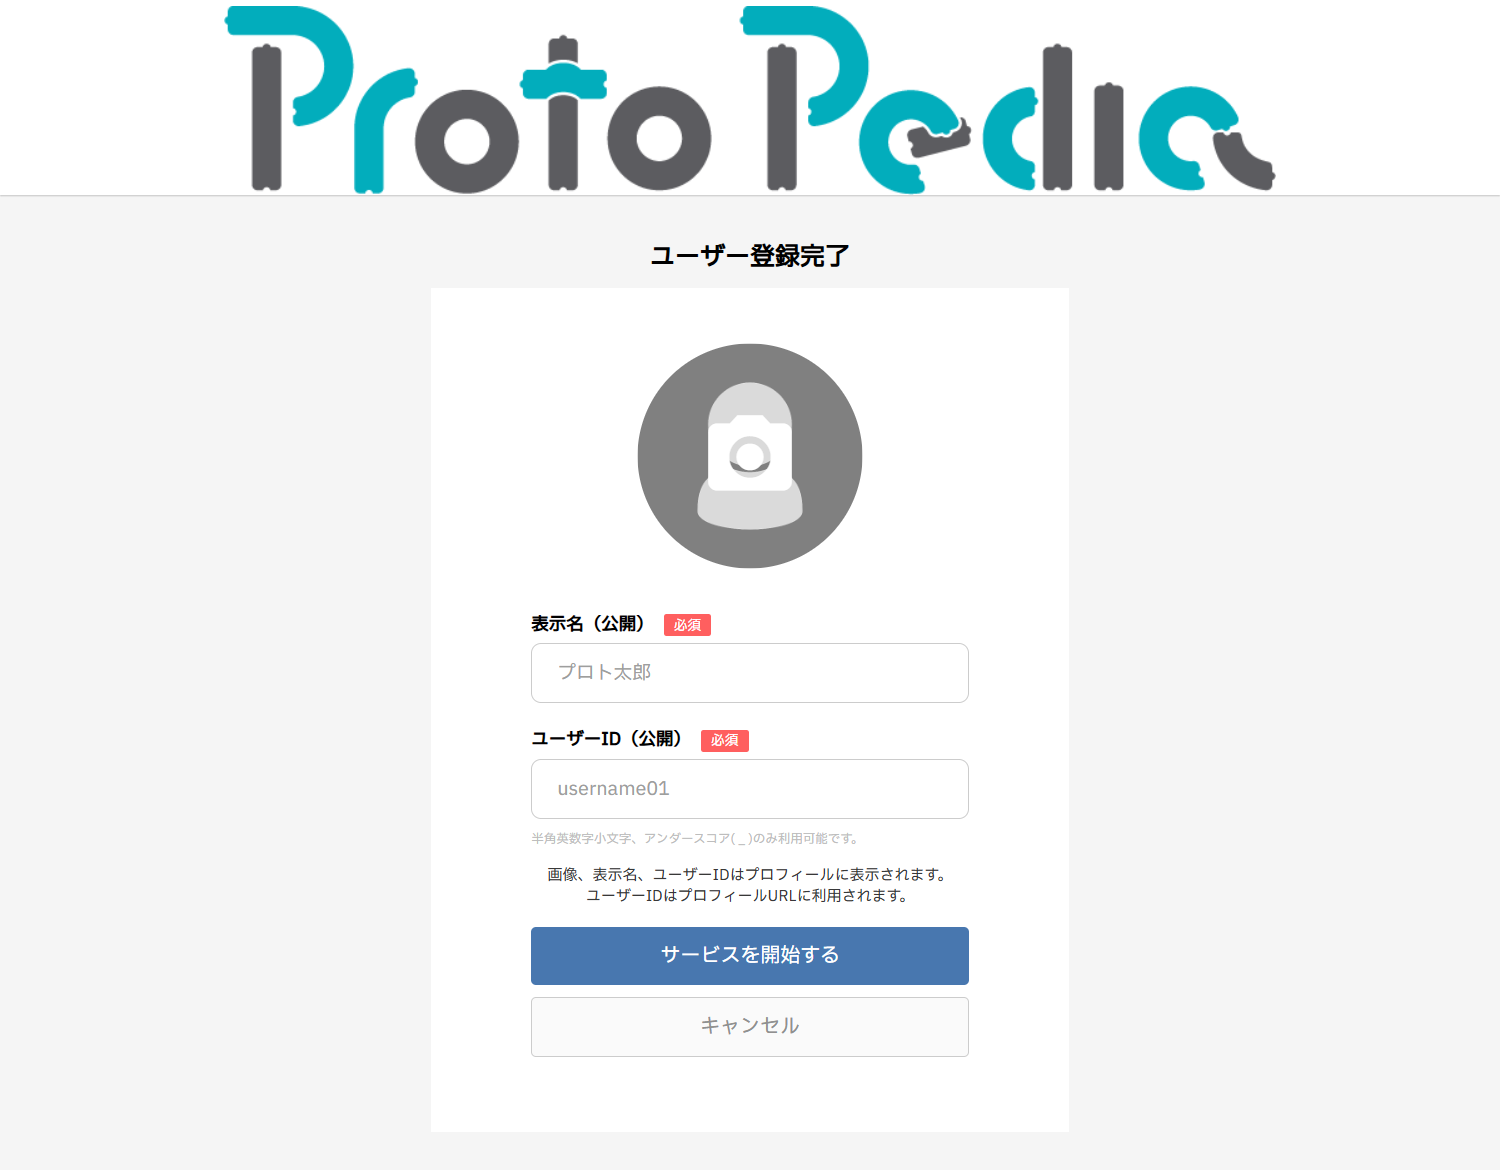 ProtoPedia
ユーザー登録完了
表示名（公開） 必須
プロト太郎
ユーザーID（公開） 必須
username01
半角英数字小文字、アンダースコア( _ )のみ利用可能です。
画像、表示名、ユーザーIDはプロフィールに表示されます。
ユーザーIDはプロフィールURLに利用されます。
サービスを開始する
キャンセル